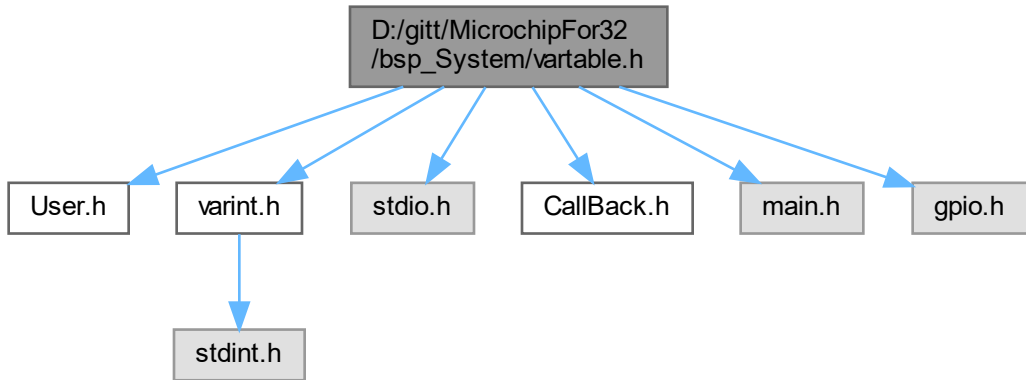 D:/gitt/MicrochipFor32
/bsp_System/vartable.h
User.h
varint.h
stdio.h
CallBack.h
main.h
gpio.h
stdint.h